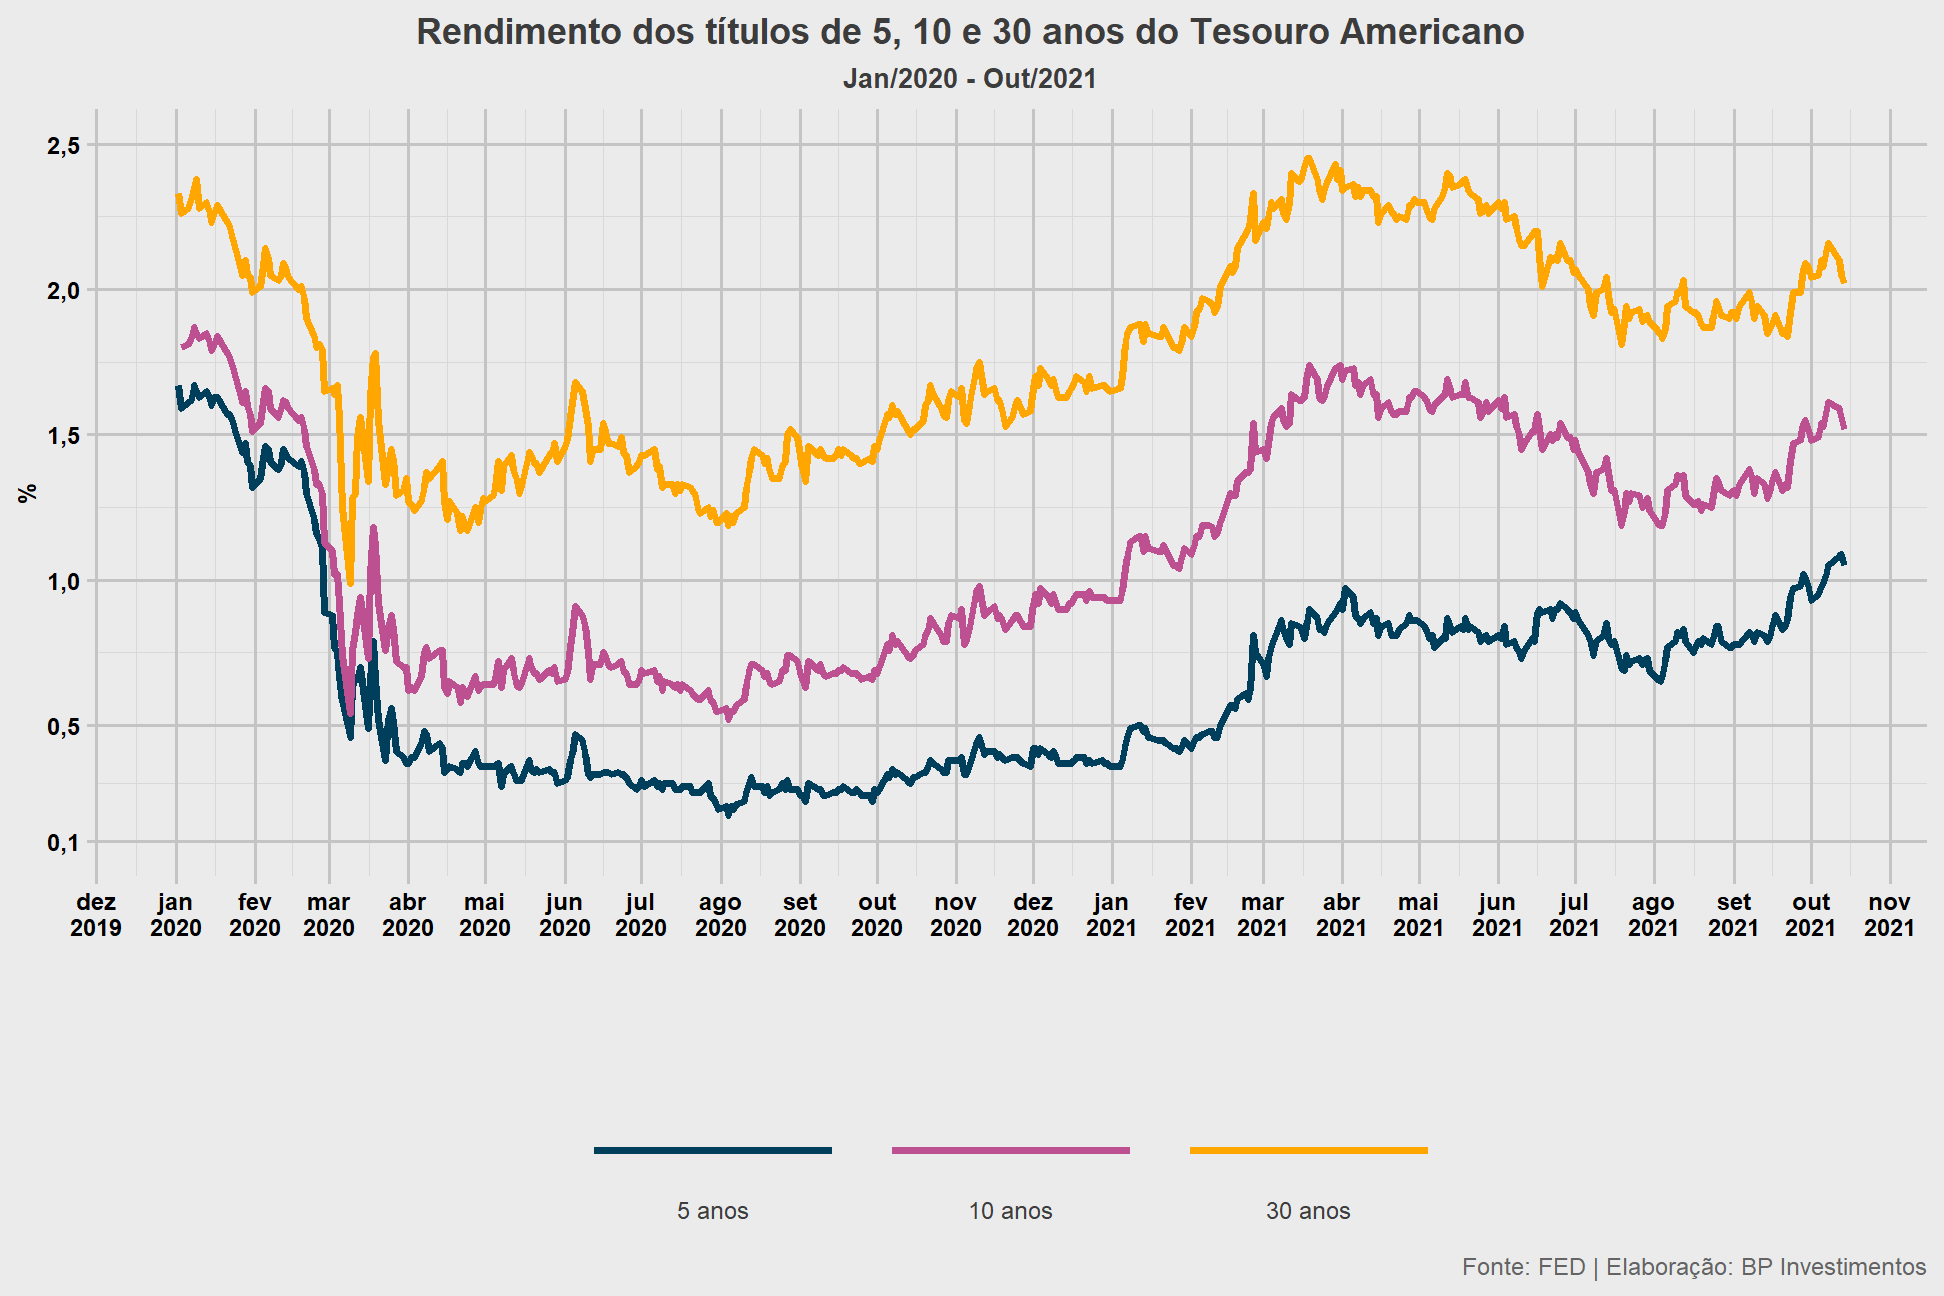 Rendimento dos títulos de 5, 10 e 30 anos do Tesouro Americano
Jan/2020 - Out/2021
2,5
2,0
1,5
1,0
0,5
0,1
%
dez jan fev mar abr mai jun jul ago set out nov dez jan fev mar abr mai jun jul ago set out nov
2019 2020 2020 2020 2020 2020 2020 2020 2020 2020 2020 2020 2020 2021 2021 2021 2021 2021 2021 2021 2021 2021 2021 2021
5 anos 10 anos 30 anos
Fonte: FED | Elaboração: BP Investimentos